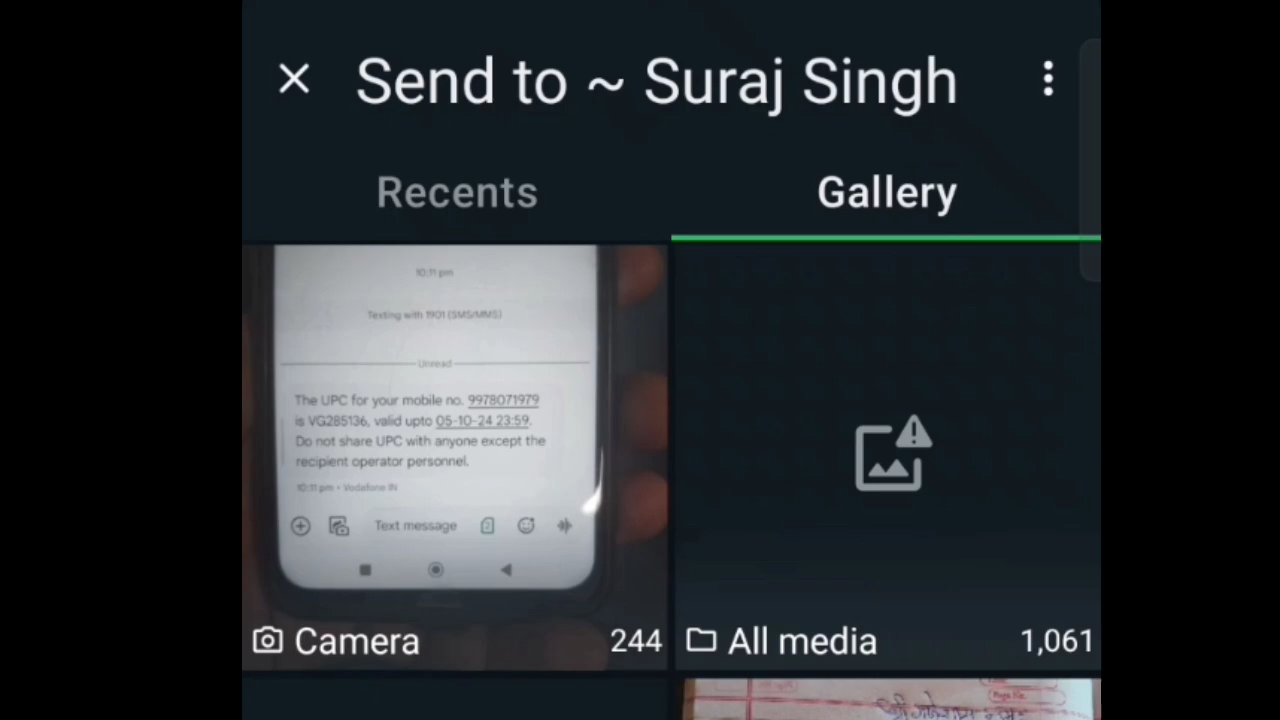 Send to ~ Suraj Singh
Recents
Gallery
10:11 pm
Texting with 1901 (SMS/MMS)
Unread
The UPC for your mobile no. 9978071979
is VG285136, valid upto 05-10-24 23:59.
Do not share UPC with anyone except the
recipient operator personnel.
10:11 pm • Vodafone IN
Text message
Camera
244
All media
1,061
Page No.